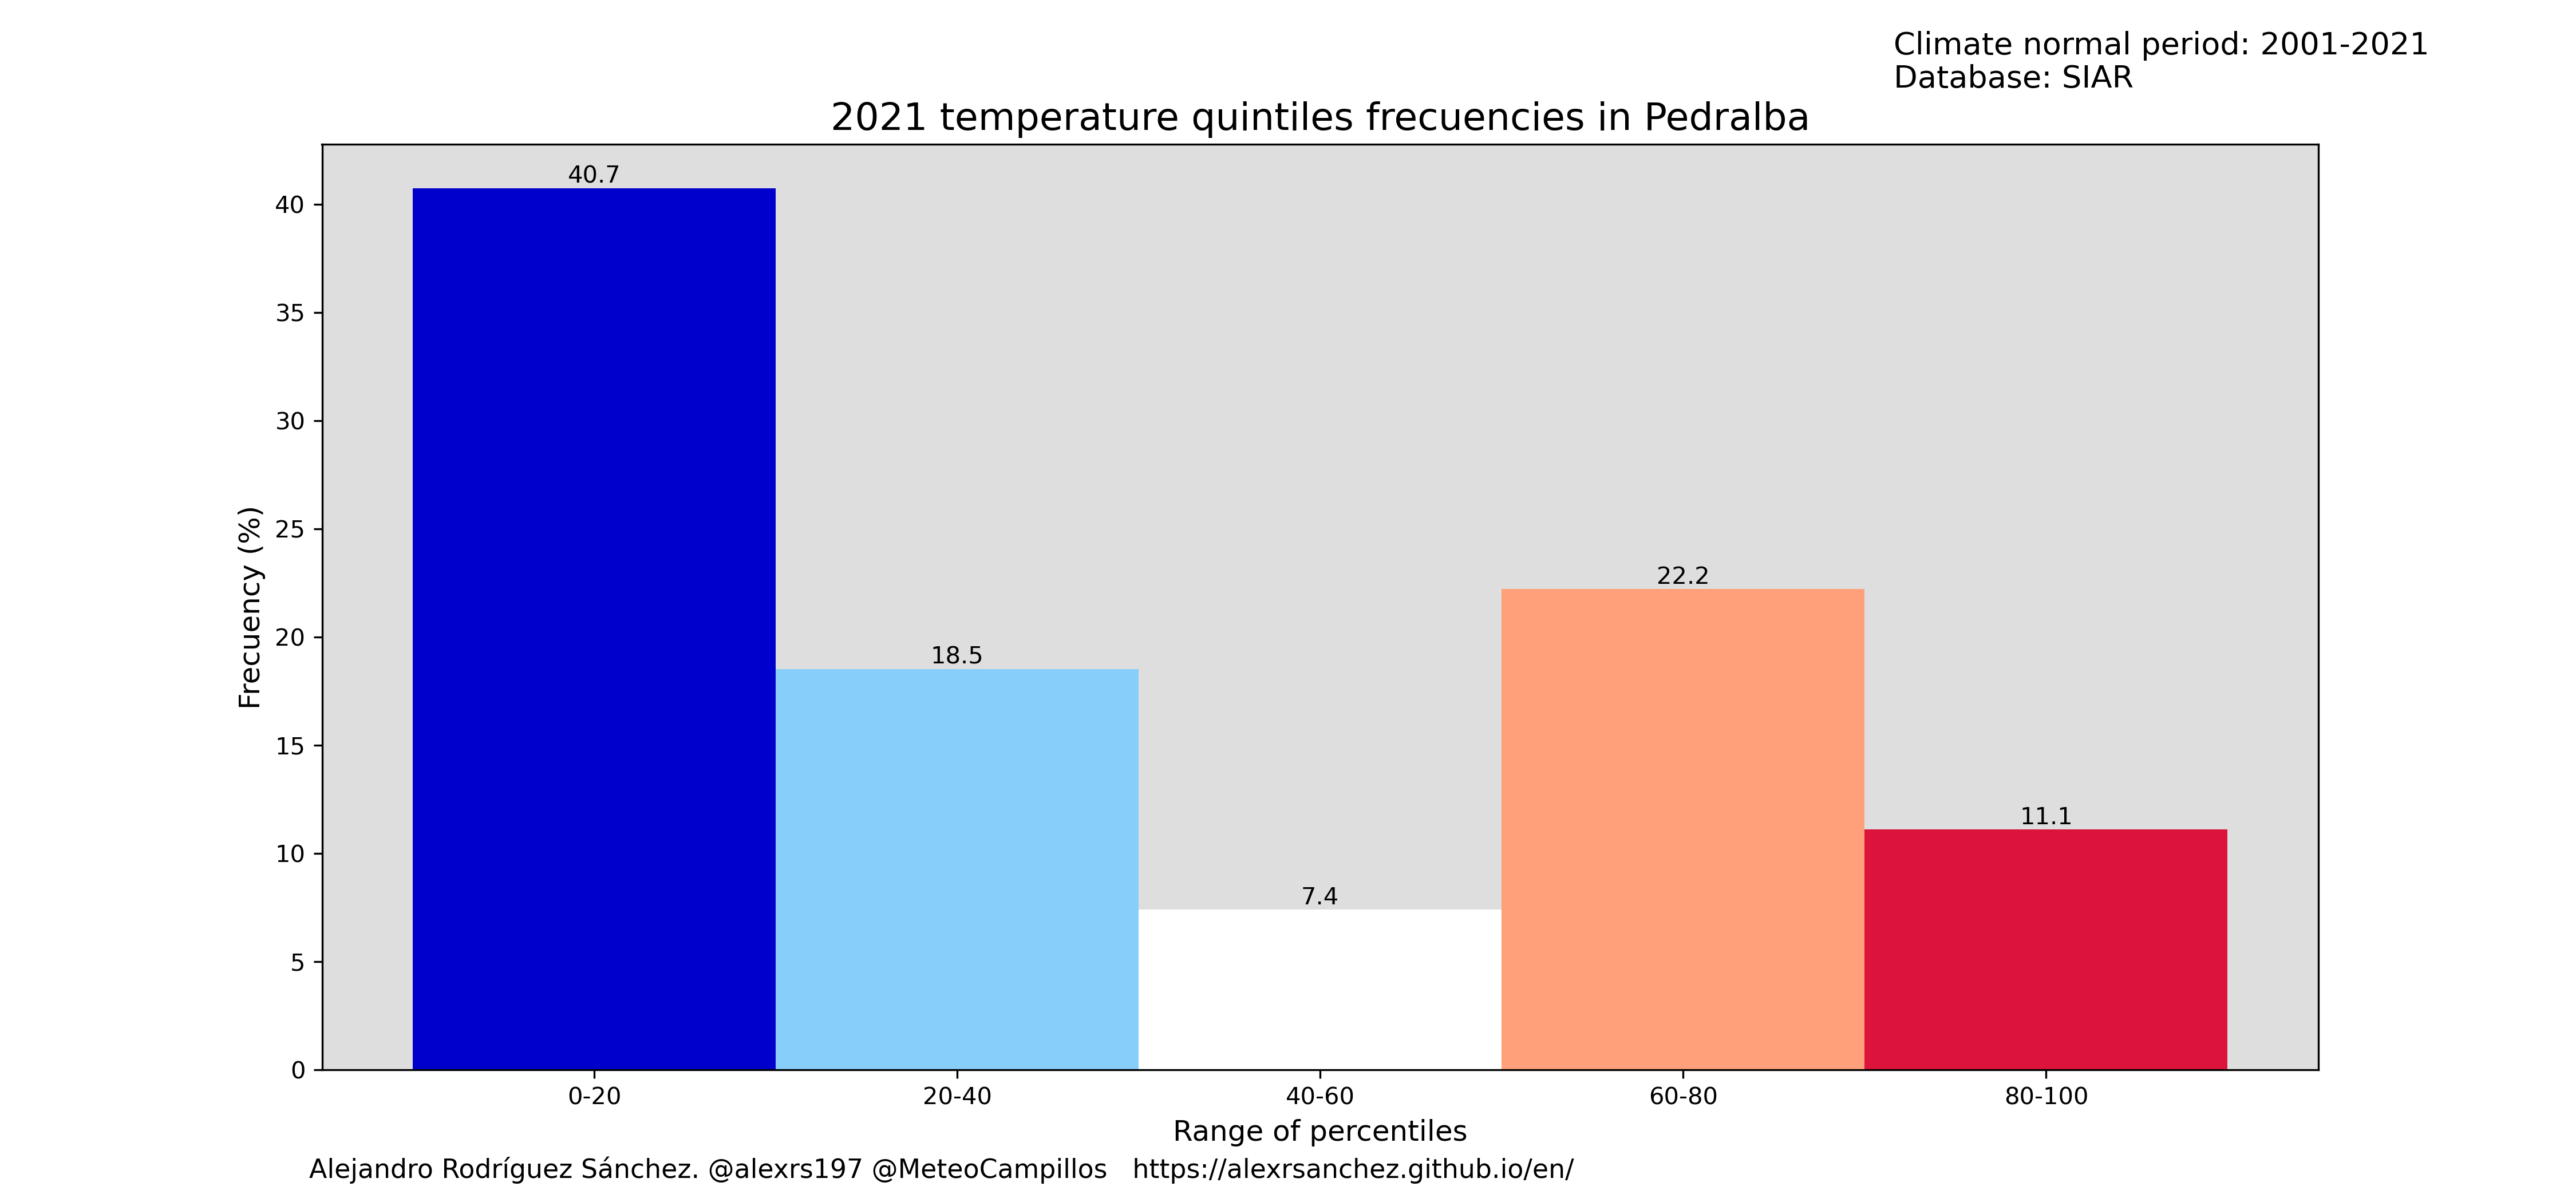 Climate normal period: 2001-2021
Database: SIAR
2021 temperature quintiles frecuencies in Pedralba
40.7
40
35
30
25
22.2
20
18.5
15
11.1
10
7.4
5
0
Frecuency (%)
0-20 20-40 40-60 60-80 80-100
Range of percentiles
Alejandro Rodríguez Sánchez. @alexrs197 @MeteoCampillos https://alexrsanchez.github.io/en/